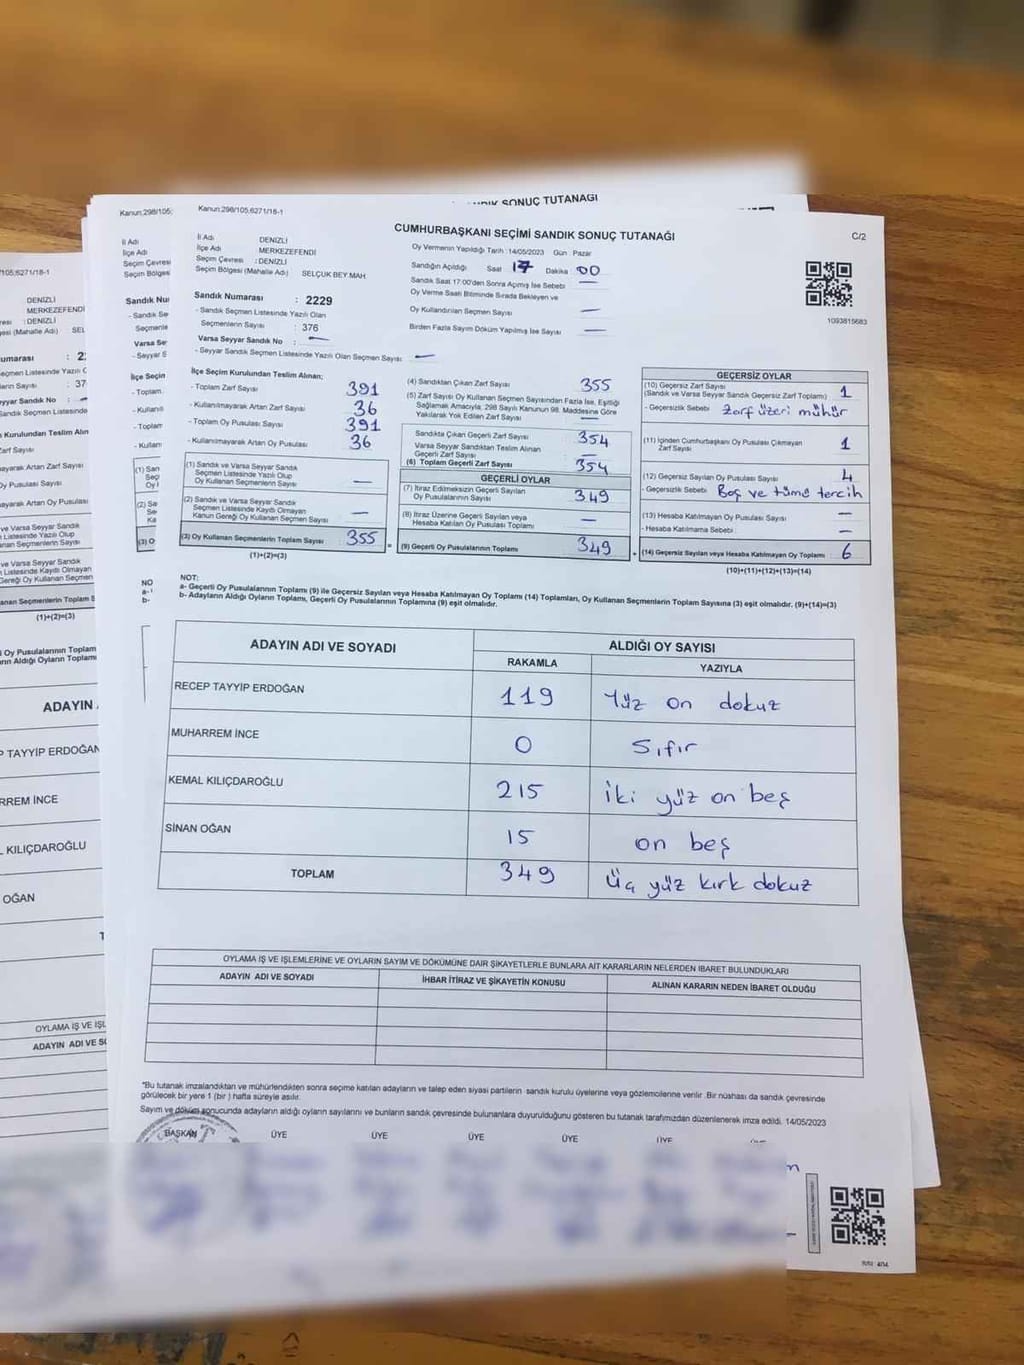 DIK SONUÇ TUTANAĞI
Kanun:298/105;
Kanun:298/105,6271/18-1
CUMHURBAŞKANI SEÇİMİ SANDIK SONUÇ TUTANAĞI
C/2
İl Adı DENİZLİ
İlçe Adı MERKEZEFENDİ
Seçim Çevresi : DENİZLİ
Seçim Bölgesi (Mahalle Adı) SELÇUK BEY MAH.
Oy Vermenin Yapıldığı Tarih : 14/05/2023 Gün : Pazar
Sandığın Açıldığı Saat 17 Dakika 00
Sandık Saat 17:00'den Sonra Açılmış İse Sebebi —
Oy Verme Saati Bitiminde Sırada Bekleyen ve
Oy Kullandırılan Seçmen Sayısı —
Birden Fazla Sayım Döküm Yapılmış İse Sayısı —
1093815683
Sandık Numarası : 2229
- Sandık Seçmen Listesinde Yazılı Olan
Seçmenlerin Sayısı : 376
Varsa Seyyar Sandık No : —
- Seyyar Sandık Seçmen Listesinde Yazılı Olan Seçmen Sayısı : —
İlçe Seçim Kurulundan Teslim Alınan;
- Toplam Zarf Sayısı 391
- Kullanılmayarak Artan Zarf Sayısı 36
- Toplam Oy Pusulası Sayısı 391
- Kullanılmayarak Artan Oy Pusulası 36
(1) Sandık ve Varsa Seyyar Sandık
Seçmen Listesinde Yazılı Olup
Oy Kullanan Seçmen Sayısı —
(2) Sandık ve Varsa Seyyar Sandık
Seçmen Listesinde Kayıtlı Olmayan
Kanun Gereği Oy Kullanan Seçmen Sayısı —
(3) Oy Kullanan Seçmenlerin Toplam Sayısı 355
(1)+(2)=(3)
(4) Sandıktan Çıkan Zarf Sayısı 355
(5) Zarf Sayısı Oy Kullanan Seçmen Sayısından Fazla İse, Eşitliği
Sağlamak Amacıyla, 298 Sayılı Kanunun 98. Maddesine Göre
Yakılarak Yok Edilen Zarf Sayısı —
Sandıkta Çıkan Geçerli Zarf Sayısı 354
Varsa Seyyar Sandıktan Teslim Alınan
Geçerli Zarf Sayısı —
(6) Toplam Geçerli Zarf Sayısı 354
GEÇERLİ OYLAR
(7) İtiraz Edilmeksizin Geçerli Sayılan
Oy Pusulalarının Sayısı 349
(8) İtiraz Üzerine Geçerli Sayılan veya
Hesaba Katılan Oy Pusulası Toplamı —
(9) Geçerli Oy Pusulalarının Toplamı 349
GEÇERSİZ OYLAR
(10) Geçersiz Zarf Sayısı
(Sandık ve Varsa Seyyar Sandık Geçersiz Zarf Toplamı) 1
- Geçersizlik Sebebi Zarf üzeri mühür
(11) İçinden Cumhurbaşkanı Oy Pusulası Çıkmayan
Zarf Sayısı 1
(12) Geçersiz Sayılan Oy Pusulası Sayısı 4
- Geçersizlik Sebebi Boş ve tümü tercih
(13) Hesaba Katılmayan Oy Pusulası Sayısı —
- Hesaba Katılmama Sebebi —
(14) Geçersiz Sayılan veya Hesaba Katılmayan Oy Toplamı 6
(10)+(11)+(12)+(13)=(14)
NOT:
a- Geçerli Oy Pusulaları Toplamı (9) ile Geçersiz Sayılan veya Hesaba Katılmayan Oy Toplamı (14) Toplamları, Oy Kullanan Seçmenlerin Toplam Sayısına (3) eşit olmalıdır. (9)+(14)=(3)
b- Adayların Aldığı Oyların Toplamı, Geçerli Oy Pusulalarının Toplamına (9) eşit olmalıdır.
ADAYIN ADI VE SOYADI ALDIĞI OY SAYISI
RAKAMLA YAZIYLA
RECEP TAYYİP ERDOĞAN 119 Yüz on dokuz
MUHARREM İNCE 0 Sıfır
KEMAL KILIÇDAROĞLU 215 iki yüz on beş
SİNAN OĞAN 15 on beş
TOPLAM 349 Üç yüz kırk dokuz
OYLAMA İŞ VE İŞLEMLERİNE VE OYLARIN SAYIM VE DÖKÜMÜNE DAİR ŞİKAYETLERLE BUNLARA AİT KARARLARIN NELERDEN İBARET BULUNDUKLARI
ADAYIN ADI VE SOYADI İHBAR İTİRAZ VE ŞİKAYETİN KONUSU ALINAN KARARIN NEDEN İBARET OLDUĞU
"Bu tutanak imzalandıktan ve mühürlendikten sonra seçime katılan adayların ve talep eden siyasi partilerin sandık kurulu üyelerine veya gözlemcilerine verilir .Bir nüshası da sandık çevresinde
görülecek bir yere 1 (bir ) hafta süreyle asılır.
Sayım ve döküm sonucunda adayların aldığı oyların sayılarını ve bunların sandık çevresinde bulunanlara duyurulduğunu gösteren bu tutanak tarafımızdan düzenlenerek imza edildi. 14/05/2023
BAŞKAN ÜYE ÜYE ÜYE ÜYE ÜYE